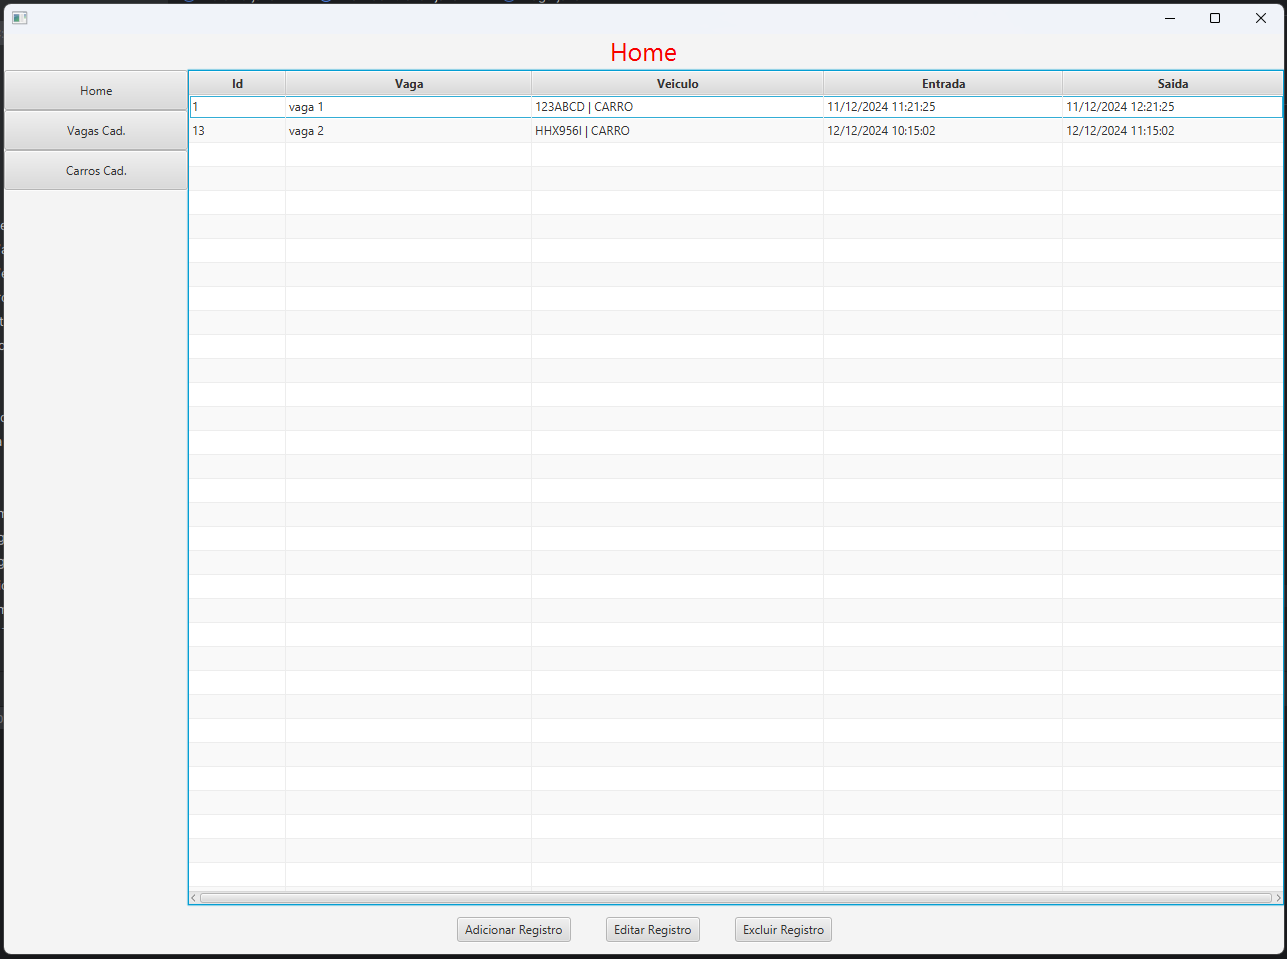 Home
Home
Vagas Cad.
Carros Cad.
Id Vaga Veiculo Entrada Saida
1 vaga 1 123ABCD | CARRO 11/12/2024 11:21:25 11/12/2024 12:21:25
13 vaga 2 HHX956I | CARRO 12/12/2024 10:15:02 12/12/2024 11:15:02
Adicionar Registro Editar Registro Excluir Registro